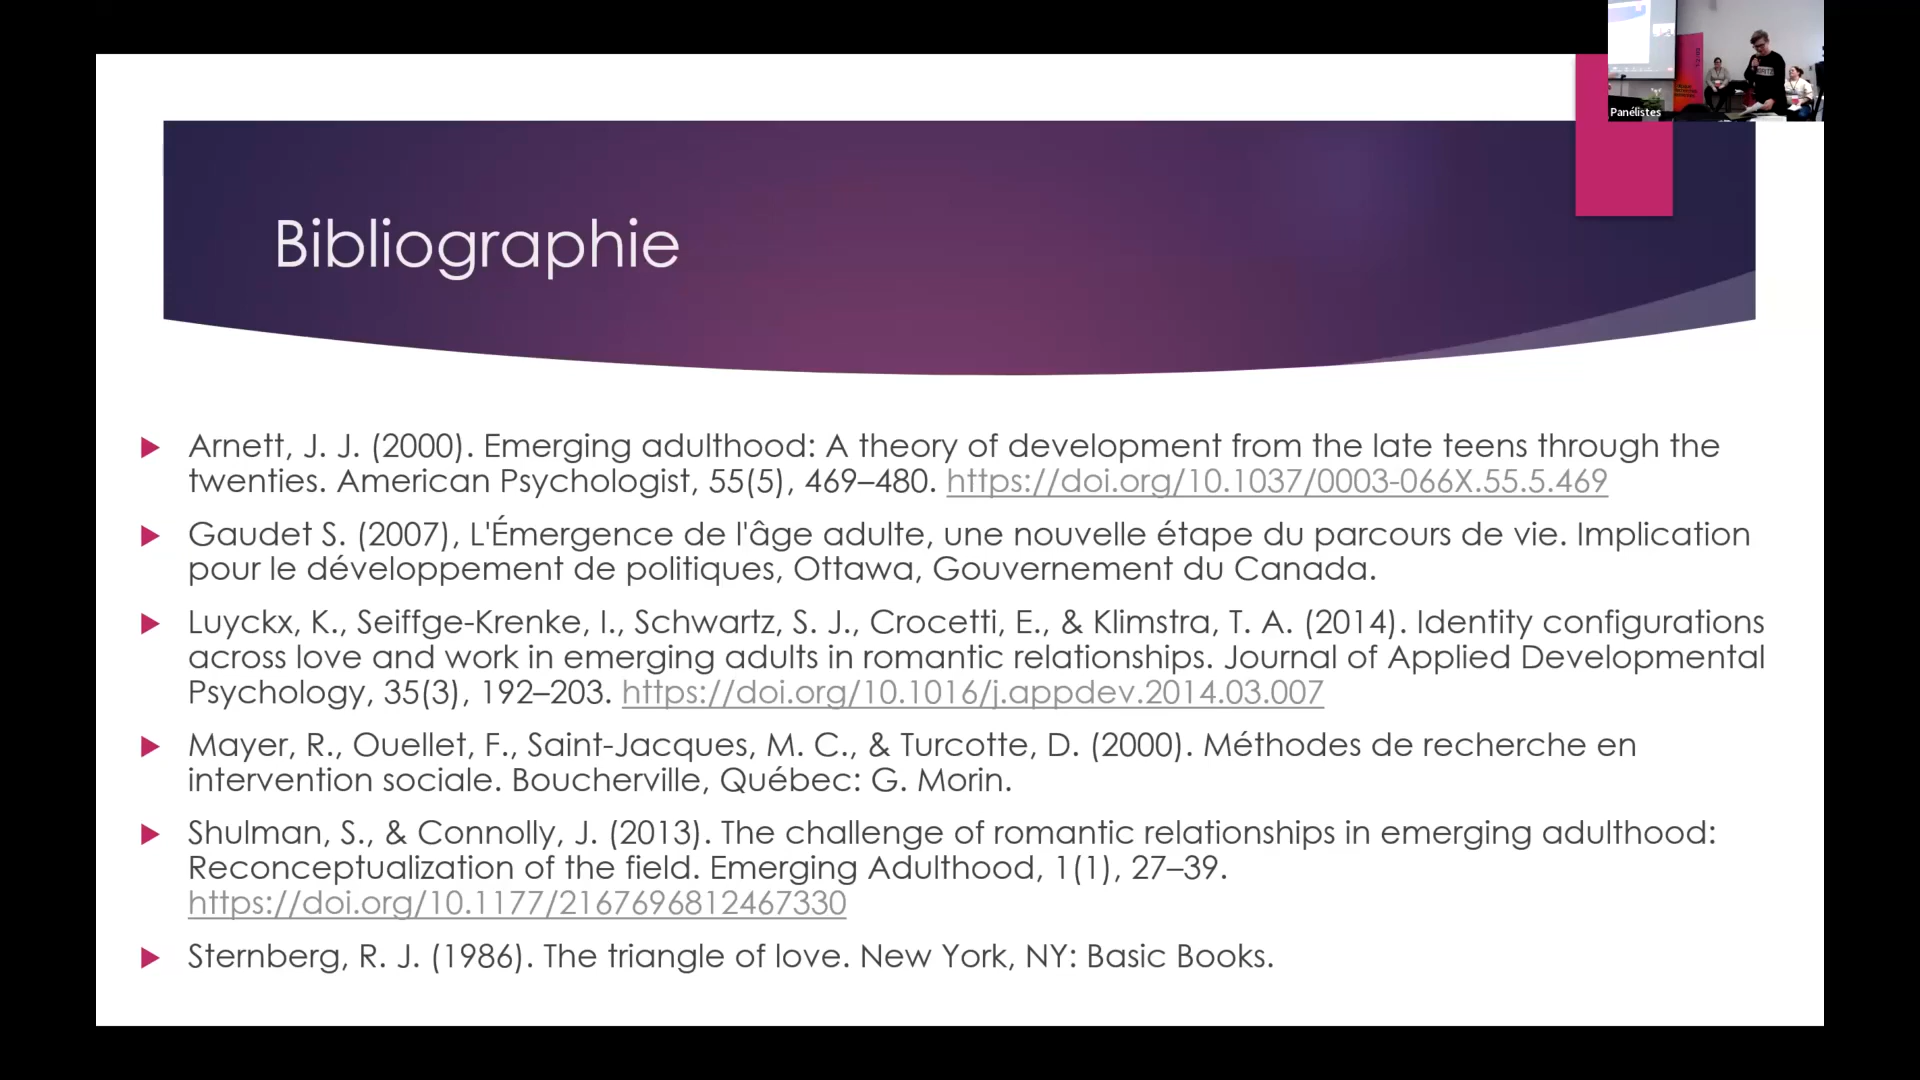 Panélistes
Bibliographie
Arnett, J. J. (2000). Emerging adulthood: A theory of development from the late teens through the
twenties. American Psychologist, 55(5), 469–480. https://doi.org/10.1037/0003-066X.55.5.469
Gaudet S. (2007), L'Émergence de l'âge adulte, une nouvelle étape du parcours de vie. Implication
pour le développement de politiques, Ottawa, Gouvernement du Canada.
Luyckx, K., Seiffge-Krenke, I., Schwartz, S. J., Crocetti, E., & Klimstra, T. A. (2014). Identity configurations
across love and work in emerging adults in romantic relationships. Journal of Applied Developmental
Psychology, 35(3), 192–203. https://doi.org/10.1016/j.appdev.2014.03.007
Mayer, R., Ouellet, F., Saint-Jacques, M. C., & Turcotte, D. (2000). Méthodes de recherche en
intervention sociale. Boucherville, Québec: G. Morin.
Shulman, S., & Connolly, J. (2013). The challenge of romantic relationships in emerging adulthood:
Reconceptualization of the field. Emerging Adulthood, 1(1), 27–39.
https://doi.org/10.1177/2167696812467330
Sternberg, R. J. (1986). The triangle of love. New York, NY: Basic Books.